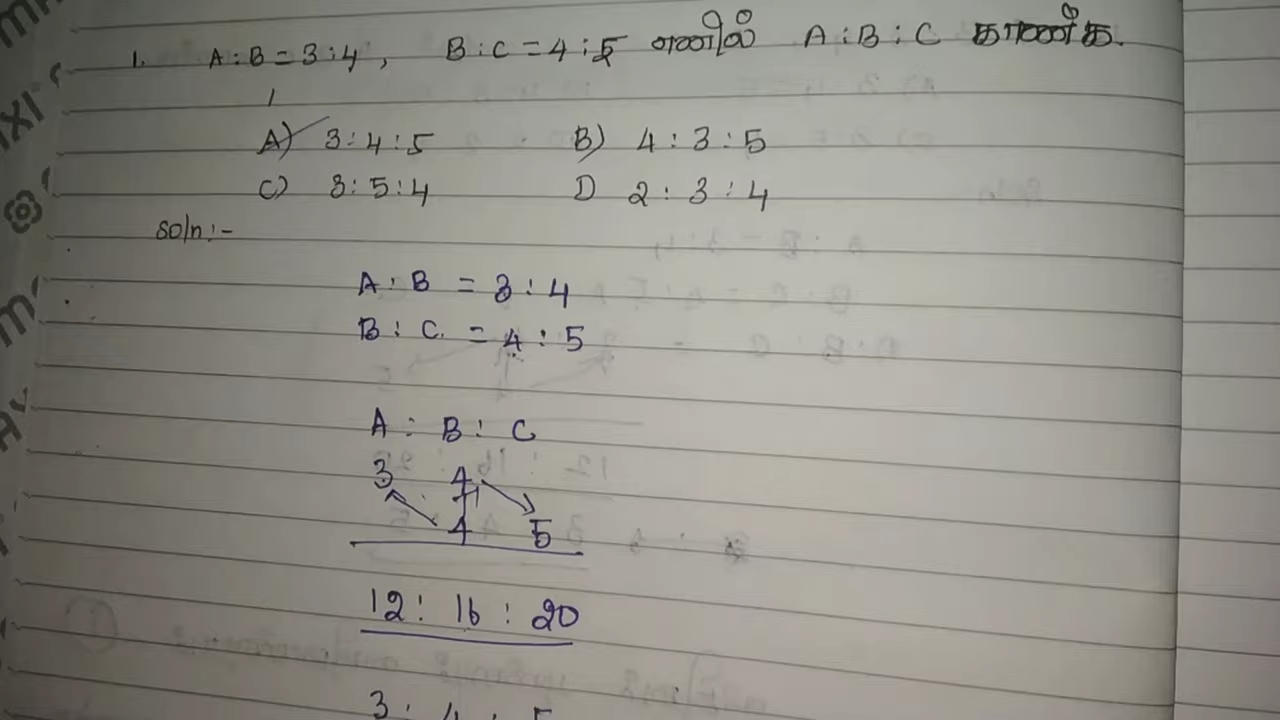 1. A : B = 3 : 4 , B : C = 4 : 5 எனில் A : B : C காண்க.
A) 3 : 4 : 5 B) 4 : 3 : 5
C) 3 : 5 : 4 D 2 : 3 : 4
Soln :-
A : B = 3 : 4
B : C. = 4 : 5
A : B : C
3 4
4 5
12 : 16 : 20
3 : 4 : 5